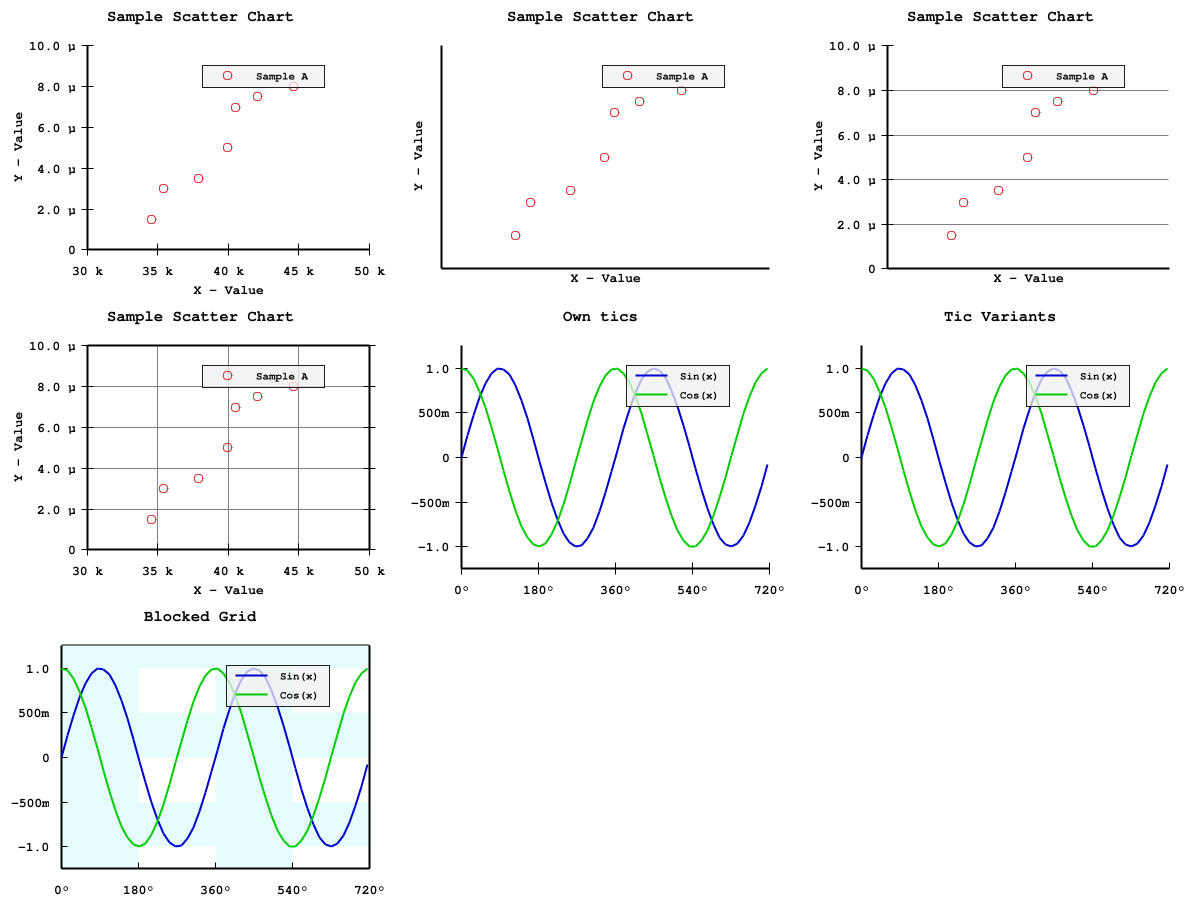 Sample Scatter Chart
10.0 µ
8.0 µ
6.0 µ
4.0 µ
2.0 µ
0
Y - Value
Sample A
30 k 35 k 40 k 45 k 50 k
X - Value
Sample Scatter Chart
Y - Value
Sample A
X - Value
Sample Scatter Chart
10.0 µ
8.0 µ
6.0 µ
4.0 µ
2.0 µ
0
Y - Value
Sample A
X - Value
Sample Scatter Chart
10.0 µ
8.0 µ
6.0 µ
4.0 µ
2.0 µ
0
Y - Value
Sample A
30 k 35 k 40 k 45 k 50 k
X - Value
Own tics
1.0
500m
0
-500m
-1.0
Sin(x)
Cos(x)
0° 180° 360° 540° 720°
Tic Variants
1.0
500m
0
-500m
-1.0
Sin(x)
Cos(x)
0° 180° 360° 540° 720°
Blocked Grid
1.0
500m
0
-500m
-1.0
Sin(x)
Cos(x)
0° 180° 360° 540° 720°